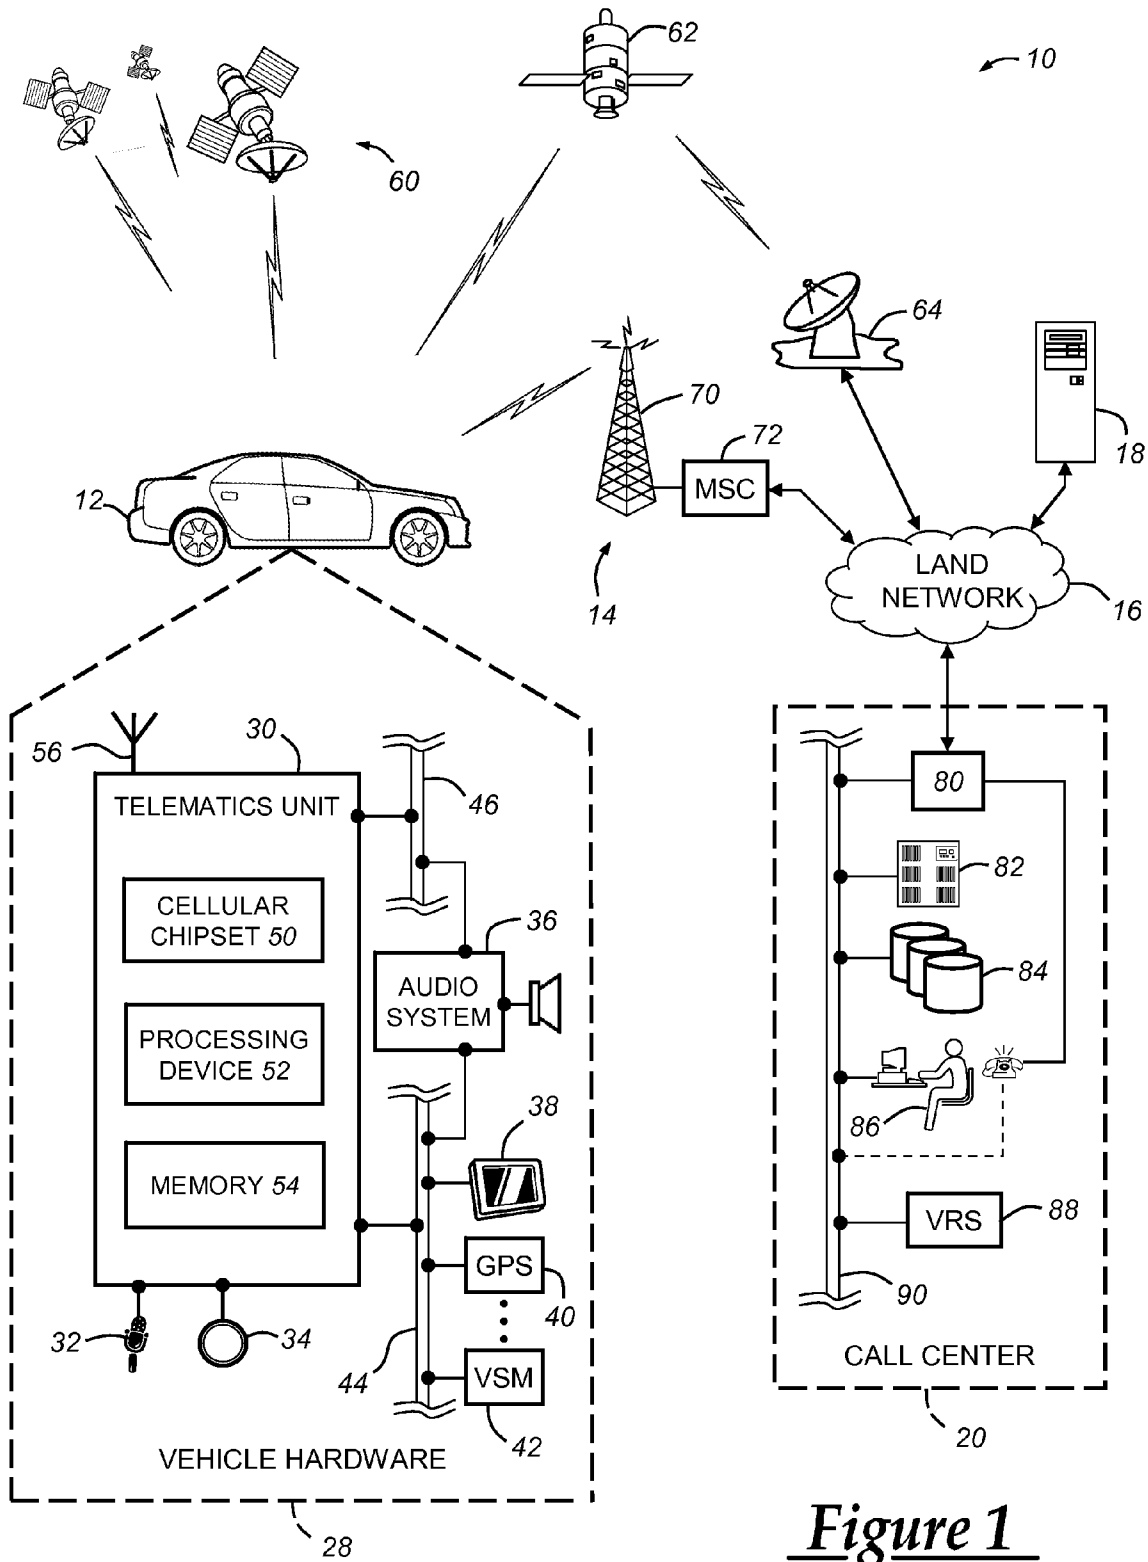 62
10
60
64
70
72
MSC
18
12
14
LAND
NETWORK
16
56
30
TELEMATICS UNIT
46
CELLULAR
CHIPSET 50
36
AUDIO
SYSTEM
PROCESSING
DEVICE 52
38
MEMORY 54
GPS
40
32
34
44
VSM
42
VEHICLE HARDWARE
28
80
82
84
86
VRS
88
90
CALL CENTER
20
Figure 1